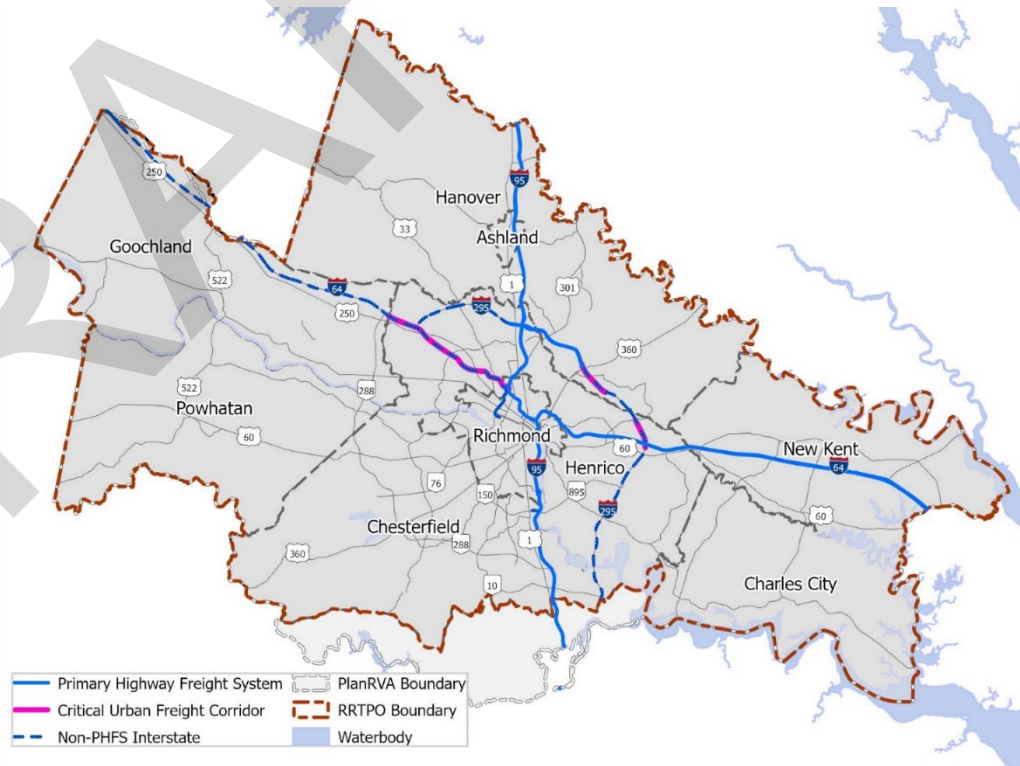 250
95
Hanover
Ashland
33
Goochland
522
64
1
301
250
295
360
522
288
Powhatan
60
Richmond
60
New Kent
64
95
Henrico
76
150
895
295
60
Chesterfield
288
1
360
10
Charles City
Primary Highway Freight System
PlanRVA Boundary
Critical Urban Freight Corridor
RRTPO Boundary
Non-PHFS Interstate
Waterbody